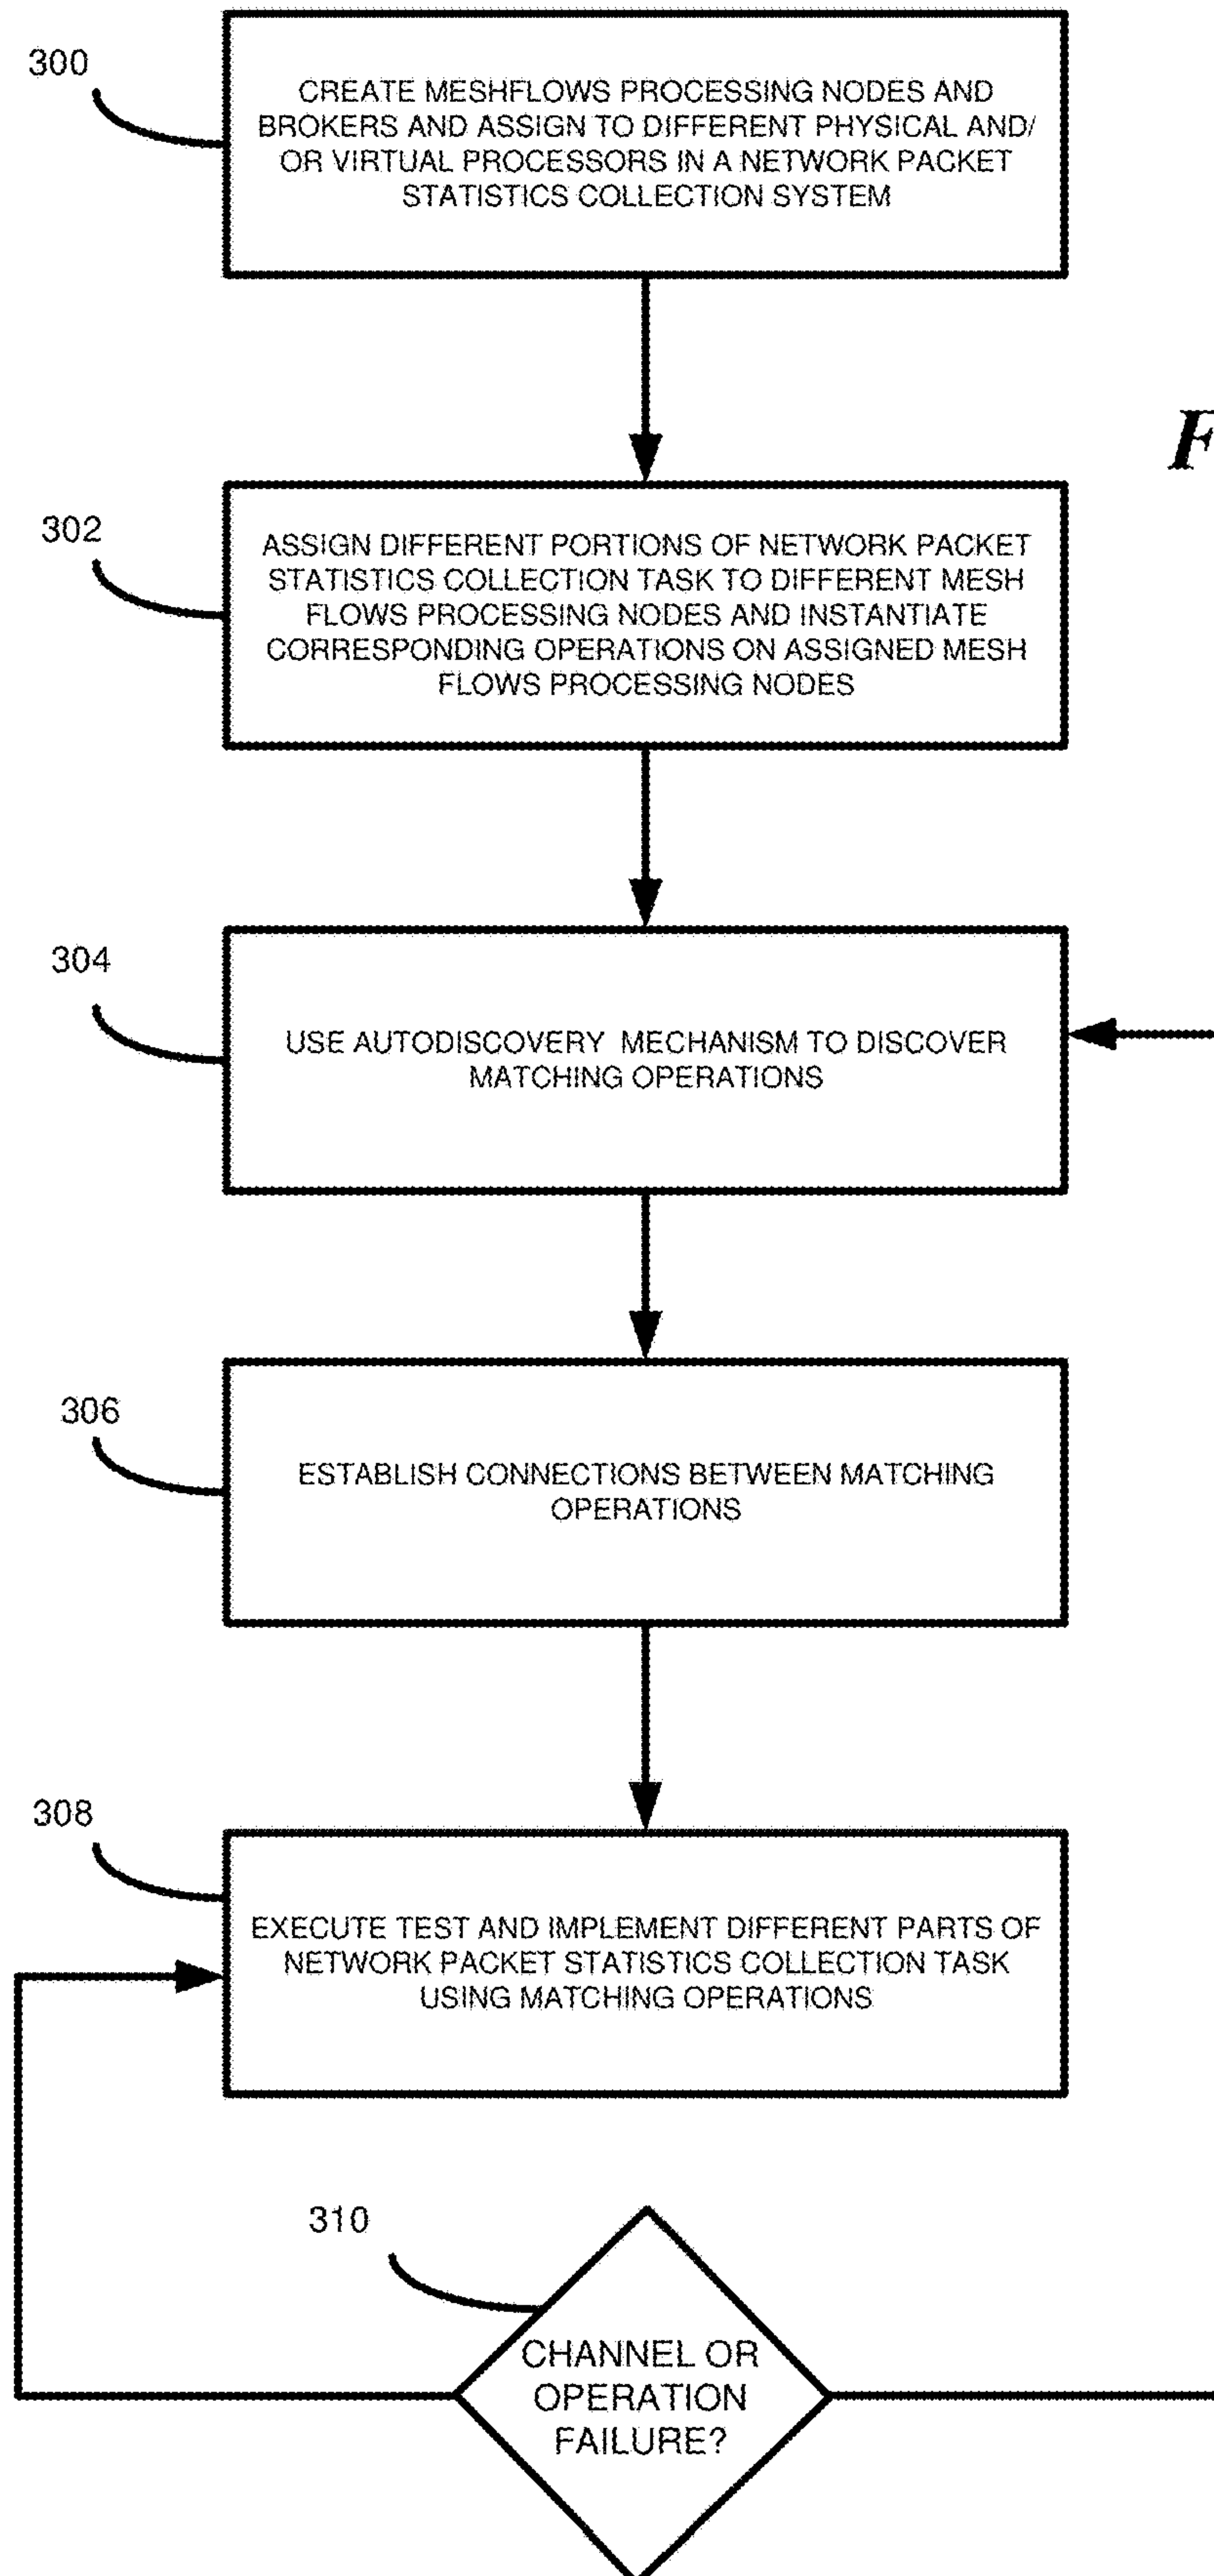 300
CREATE MESHFLOWS PROCESSING NODES AND
BROKERS AND ASSIGN TO DIFFERENT PHYSICAL AND/
OR VIRTUAL PROCESSORS IN A NETWORK PACKET
STATISTICS COLLECTION SYSTEM
F
302
ASSIGN DIFFERENT PORTIONS OF NETWORK PACKET
STATISTICS COLLECTION TASK TO DIFFERENT MESH
FLOWS PROCESSING NODES AND INSTANTIATE
CORRESPONDING OPERATIONS ON ASSIGNED MESH
FLOWS PROCESSING NODES
304
USE AUTODISCOVERY MECHANISM TO DISCOVER
MATCHING OPERATIONS
306
ESTABLISH CONNECTIONS BETWEEN MATCHING
OPERATIONS
308
EXECUTE TEST AND IMPLEMENT DIFFERENT PARTS OF
NETWORK PACKET STATISTICS COLLECTION TASK
USING MATCHING OPERATIONS
310
CHANNEL OR
OPERATION
FAILURE?